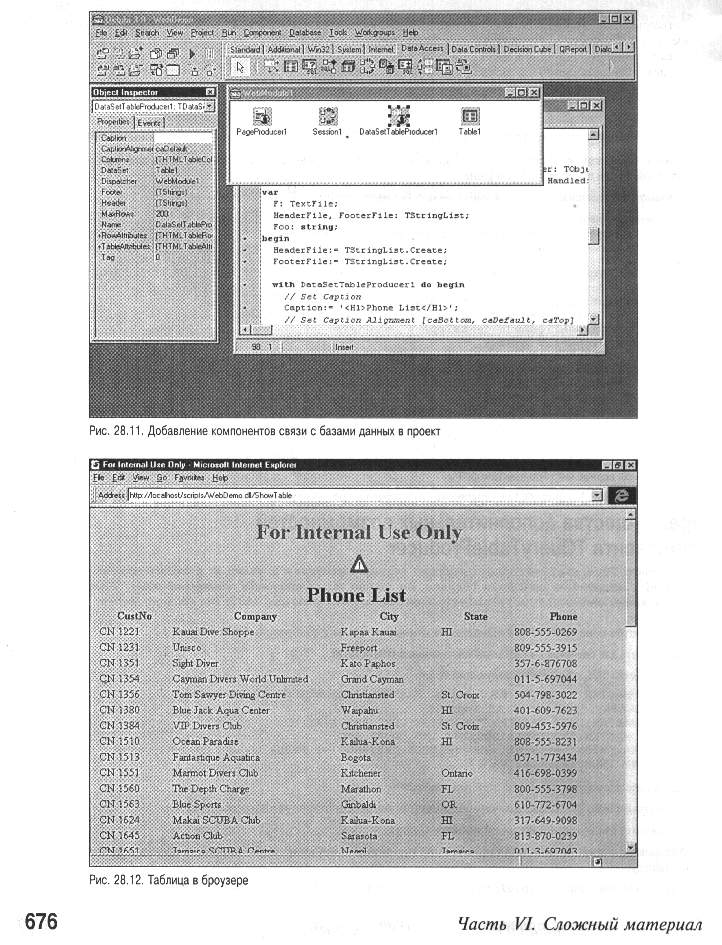 Delphi 3.0 - WebDemo
File Edit Search View Project Run Component Database Tools Workgroups Help
Standard Additional Win32 System Internet Data Access Data Controls Decision Cube QReport Dialo
Object Inspector
DataSetTableProducer1: TDataS
Properties Events
Caption
CaptionAlignmer caDefault
Columns (THTMLTableCol
DataSet Table1
Dispatcher WebModule1
Footer (TStrings)
Header (TStrings)
MaxRows 200
Name DataSetTablePro
+RowAttributes (THTMLTableRo
+TableAttributes (THTMLTableAttri
Tag 0
WebModule1
PageProducer1 Session1 DataSetTableProducer1 Table1
er: TObje
Handled:
var
F: TextFile;
HeaderFile, FooterFile: TStringList;
Foo: string;
begin
HeaderFile:= TStringList.Create;
FooterFile:= TStringList.Create;
with DataSetTableProducer1 do begin
// Set Caption
Caption:= '<H1>Phone List</H1>';
// Set Caption Alignment [caBottom, caDefault, caTop]
98: 1 Insert
Рис. 28.11. Добавление компонентов связи с базами данных в проект
For Internal Use Only - Microsoft Internet Explorer
File Edit View Go Favorites Help
Address http://localhost/scripts/WebDemo.dll/ShowTable
For Internal Use Only
Phone List
CustNo Company City State Phone
CN 1221 Kauai Dive Shoppe Kapaa Kauai HI 808-555-0269
CN 1231 Unisco Freeport 809-555-3915
CN 1351 Sight Diver Kato Paphos 357-6-876708
CN 1354 Cayman Divers World Unlimited Grand Cayman 011-5-697044
CN 1356 Tom Sawyer Diving Centre Christiansted St. Croix 504-798-3022
CN 1380 Blue Jack Aqua Center Waipahu HI 401-609-7623
CN 1384 VIP Divers Club Christiansted St. Croix 809-453-5976
CN 1510 Ocean Paradise Kailua-Kona HI 808-555-8231
CN 1513 Fantastique Aquatica Bogota 057-1-773434
CN 1551 Marmot Divers Club Kitchener Ontario 416-698-0399
CN 1560 The Depth Charge Marathon FL 800-555-3798
CN 1563 Blue Sports Giribaldi OR 610-772-6704
CN 1624 Makai SCUBA Club Kailua-Kona HI 317-649-9098
CN 1645 Action Club Sarasota FL 813-870-0239
CN 1651 Jamaica SCUBA Centre Negril Jamaica 011-3-697043
Рис. 28.12. Таблица в броузере
676 Часть VI. Сложный материал